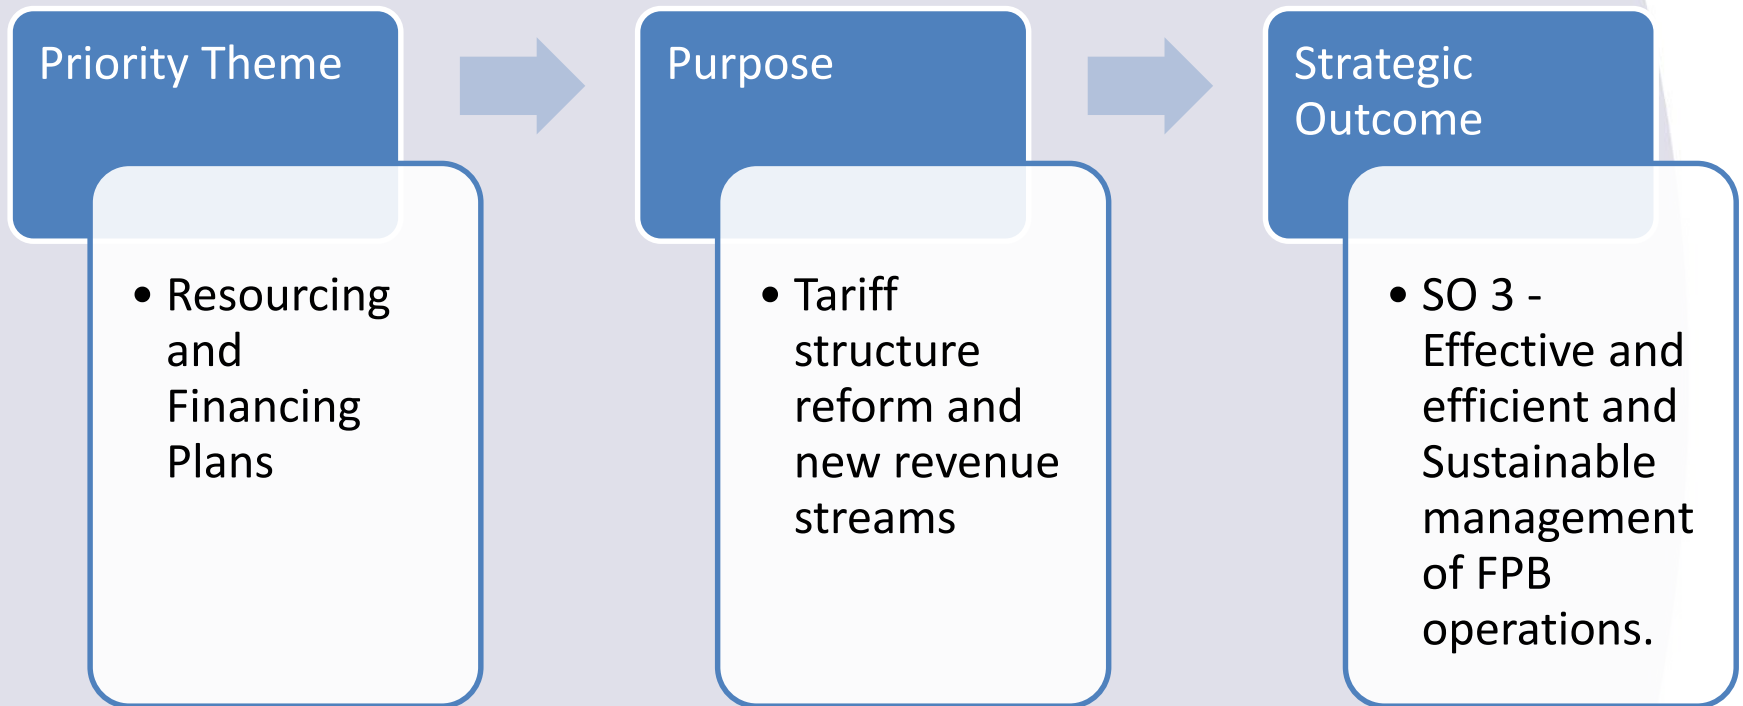 Priority Theme
• Resourcing
and
Financing
Plans
Purpose
• Tariff
structure
reform and
new revenue
streams
Strategic
Outcome
• SO 3 -
Effective and
efficient and
Sustainable
management
of FPB
operations.